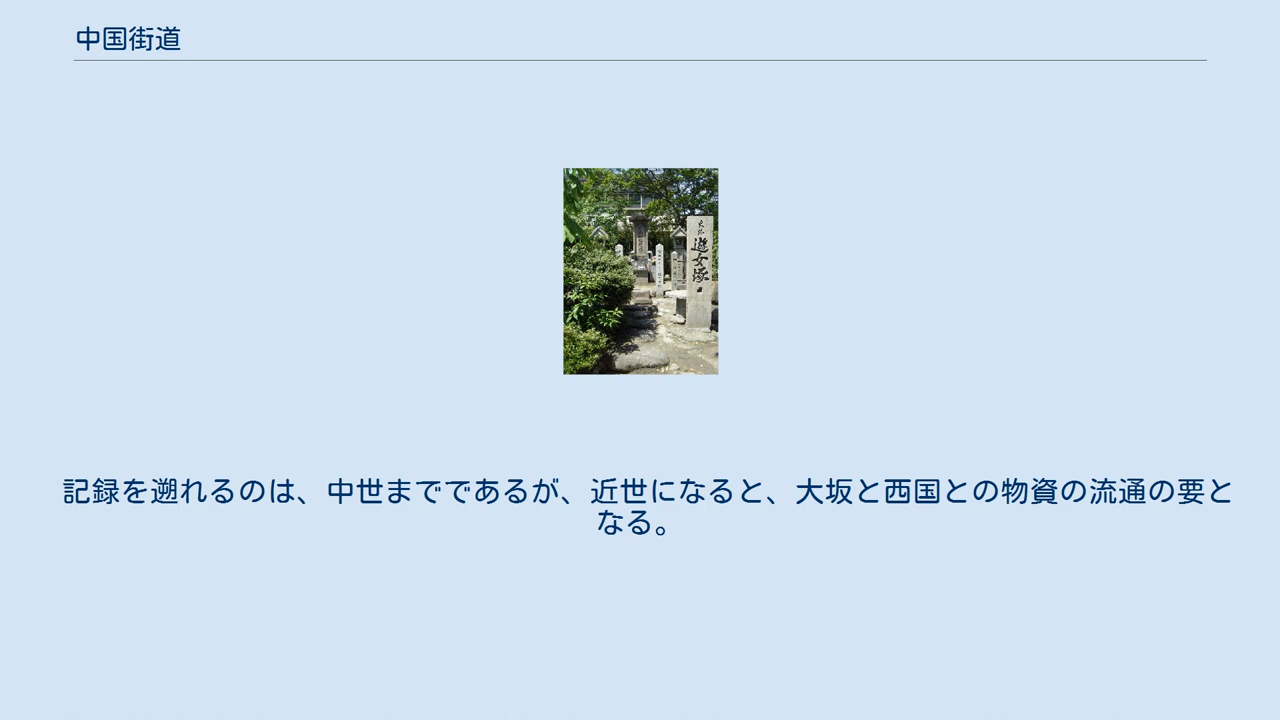 中国街道
史跡
遊女塚
記録を遡れるのは、中世までであるが、近世になると、大坂と西国との物資の流通の要と
なる。